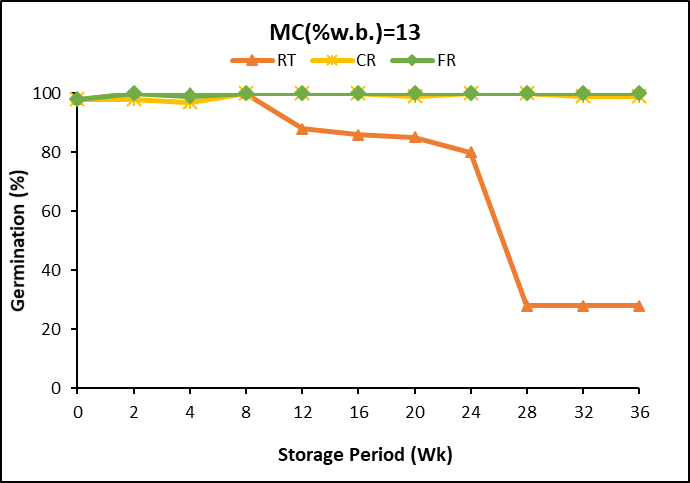 MC(%w.b.)=13
RT CR FR
Germination (%)
100
80
60
40
20
0
0 2 4 8 12 16 20 24 28 32 36
Storage Period (Wk)